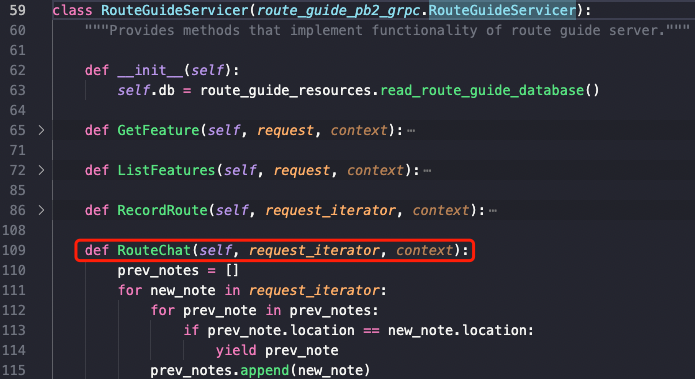 59 class RouteGuideServicer(route_guide_pb2_grpc.RouteGuideServicer):
60     """Provides methods that implement functionality of route guide server."""
61
62     def __init__(self):
63         self.db = route_guide_resources.read_route_guide_database()
64
65 >   def GetFeature(self, request, context):⋯
71
72 >   def ListFeatures(self, request, context):⋯
85
86 >   def RecordRoute(self, request_iterator, context):⋯
108
109     def RouteChat(self, request_iterator, context):
110         prev_notes = []
111         for new_note in request_iterator:
112             for prev_note in prev_notes:
113                 if prev_note.location == new_note.location:
114                     yield prev_note
115             prev_notes.append(new_note)